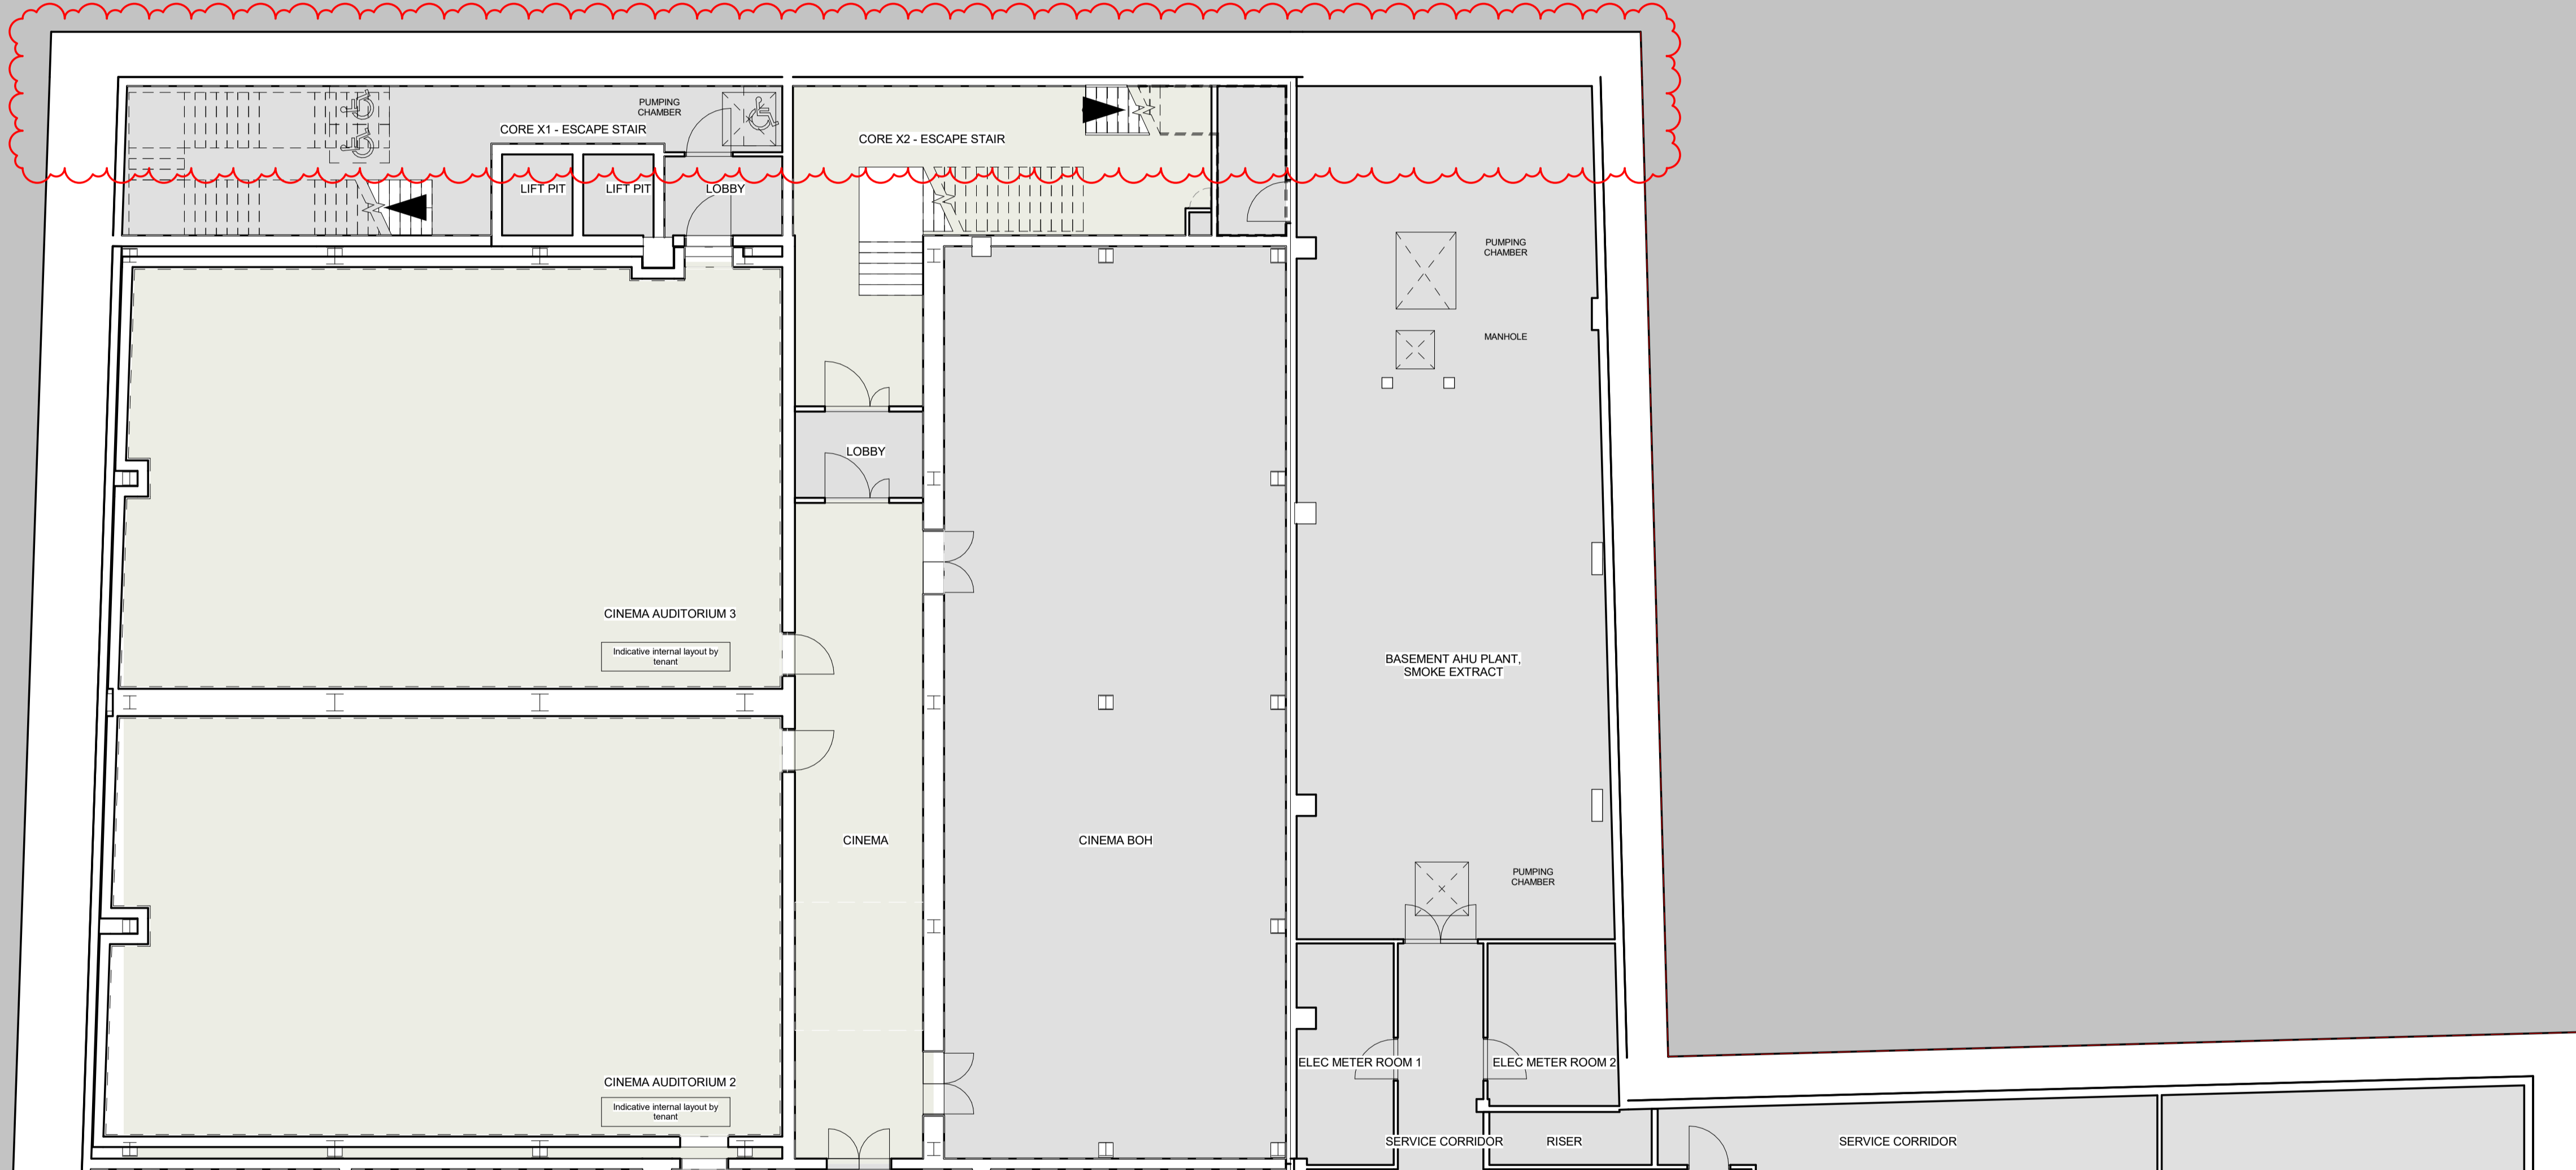 PUMPING
CHAMBER
CORE X1 - ESCAPE STAIR
CORE X2 - ESCAPE STAIR
LIFT PIT
LIFT PIT
LOBBY
PUMPING
CHAMBER
MANHOLE
LOBBY
CINEMA AUDITORIUM 3
Indicative internal layout by
tenant
BASEMENT AHU PLANT,
SMOKE EXTRACT
CINEMA
CINEMA BOH
PUMPING
CHAMBER
ELEC METER ROOM 1
ELEC METER ROOM 2
CINEMA AUDITORIUM 2
Indicative internal layout by
tenant
SERVICE CORRIDOR
RISER
SERVICE CORRIDOR